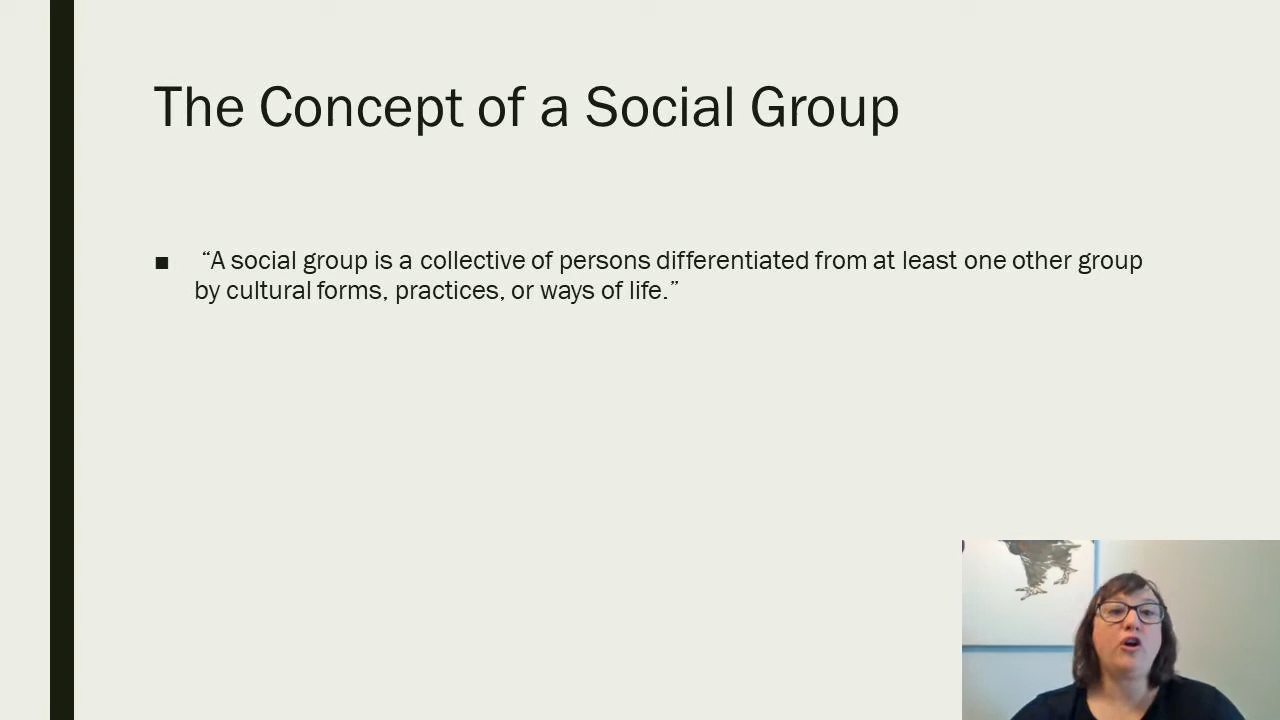 The Concept of a Social Group
■ “A social group is a collective of persons differentiated from at least one other group
by cultural forms, practices, or ways of life.”